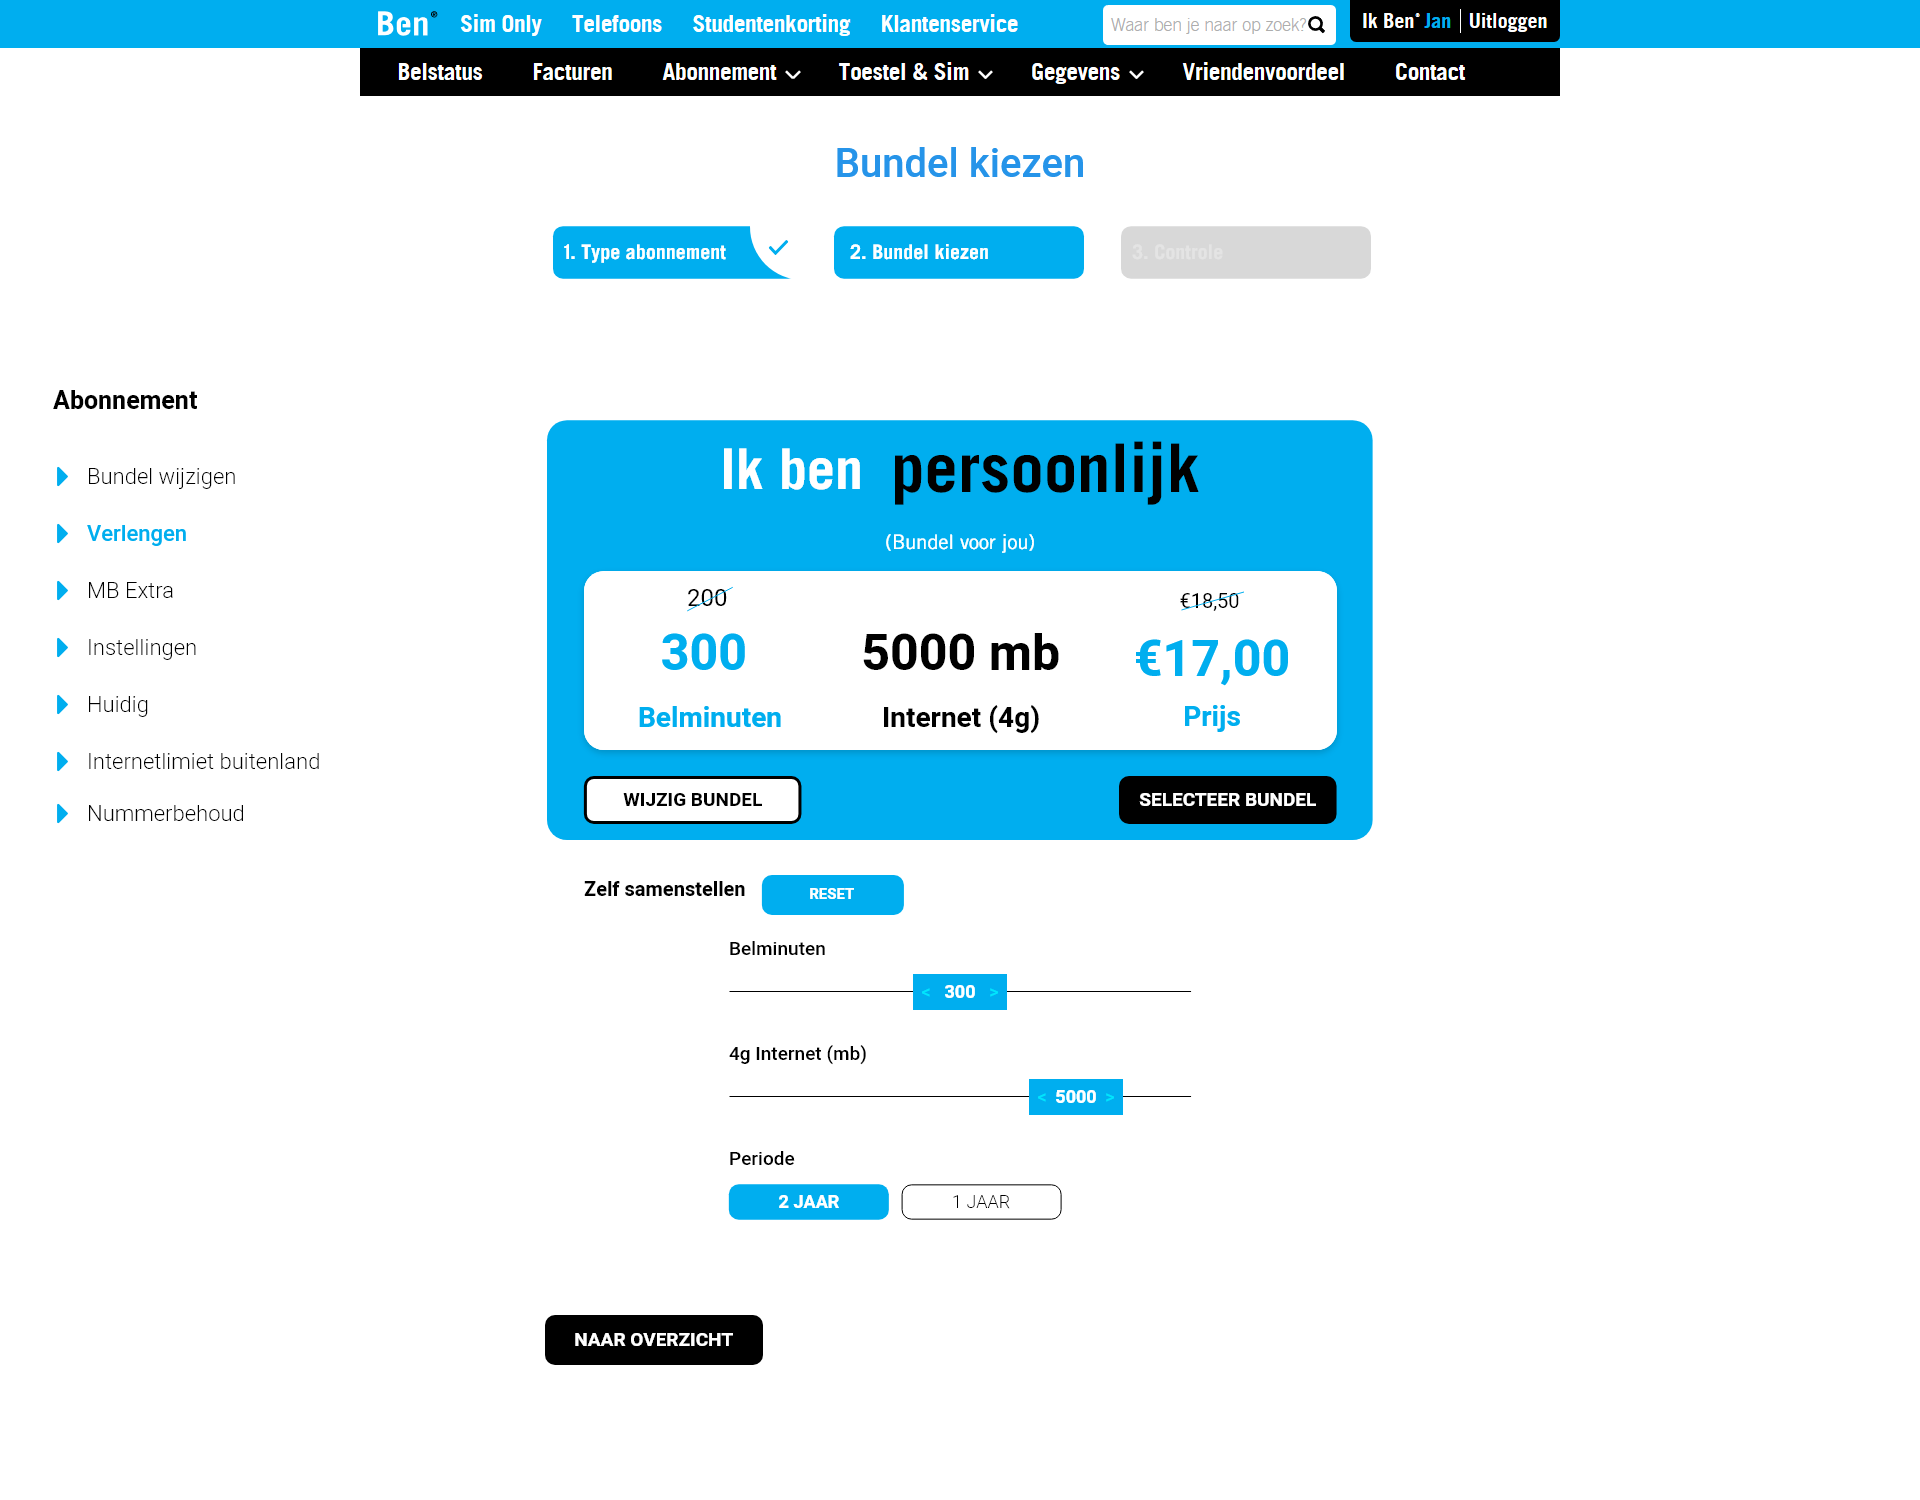 Ben®
Sim Only
Telefoons
Studentenkorting
Klantenservice
Waar ben je naar op zoek?
Ik Ben® Jan
Uitloggen
Belstatus
Facturen
Abonnement
Toestel & Sim
Gegevens
Vriendenvoordeel
Contact
Bundel kiezen
1. Type abonnement
2. Bundel kiezen
3. Controle
Abonnement
Bundel wijzigen
Verlengen
MB Extra
Instellingen
Huidig
Internetlimiet buitenland
Nummerbehoud
Ik ben persoonlijk
(Bundel voor jou)
200
300
Belminuten
5000 mb
Internet (4g)
€18,50
€17,00
Prijs
WIJZIG BUNDEL
SELECTEER BUNDEL
Zelf samenstellen
RESET
Belminuten
< 300 >
4g Internet (mb)
< 5000 >
Periode
2 JAAR
1 JAAR
NAAR OVERZICHT